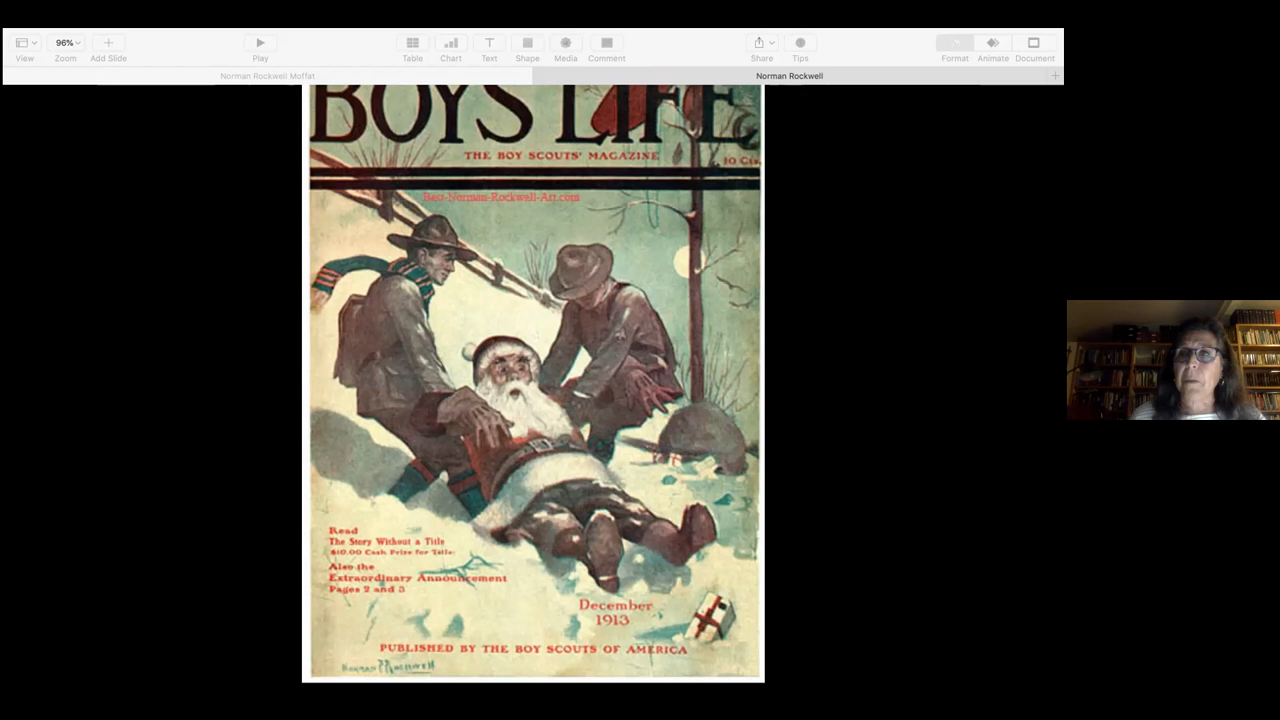 96%
View
Zoom
Add Slide
Play
Table
Chart
Text
Shape
Media
Comment
Share
Tips
Format
Animate
Document
Norman Rockwell Moffat
Norman Rockwell
BOYS' LIFE
THE BOY SCOUTS' MAGAZINE
10 Cts.
Best-Norman-Rockwell-Art.com
Read
The Story Without a Title
$10.00 Cash Prize for Title:
Also the
Extraordinary Announcement
Pages 2 and 3
December
1913
PUBLISHED BY THE BOY SCOUTS OF AMERICA
NORMAN P ROCKWELL